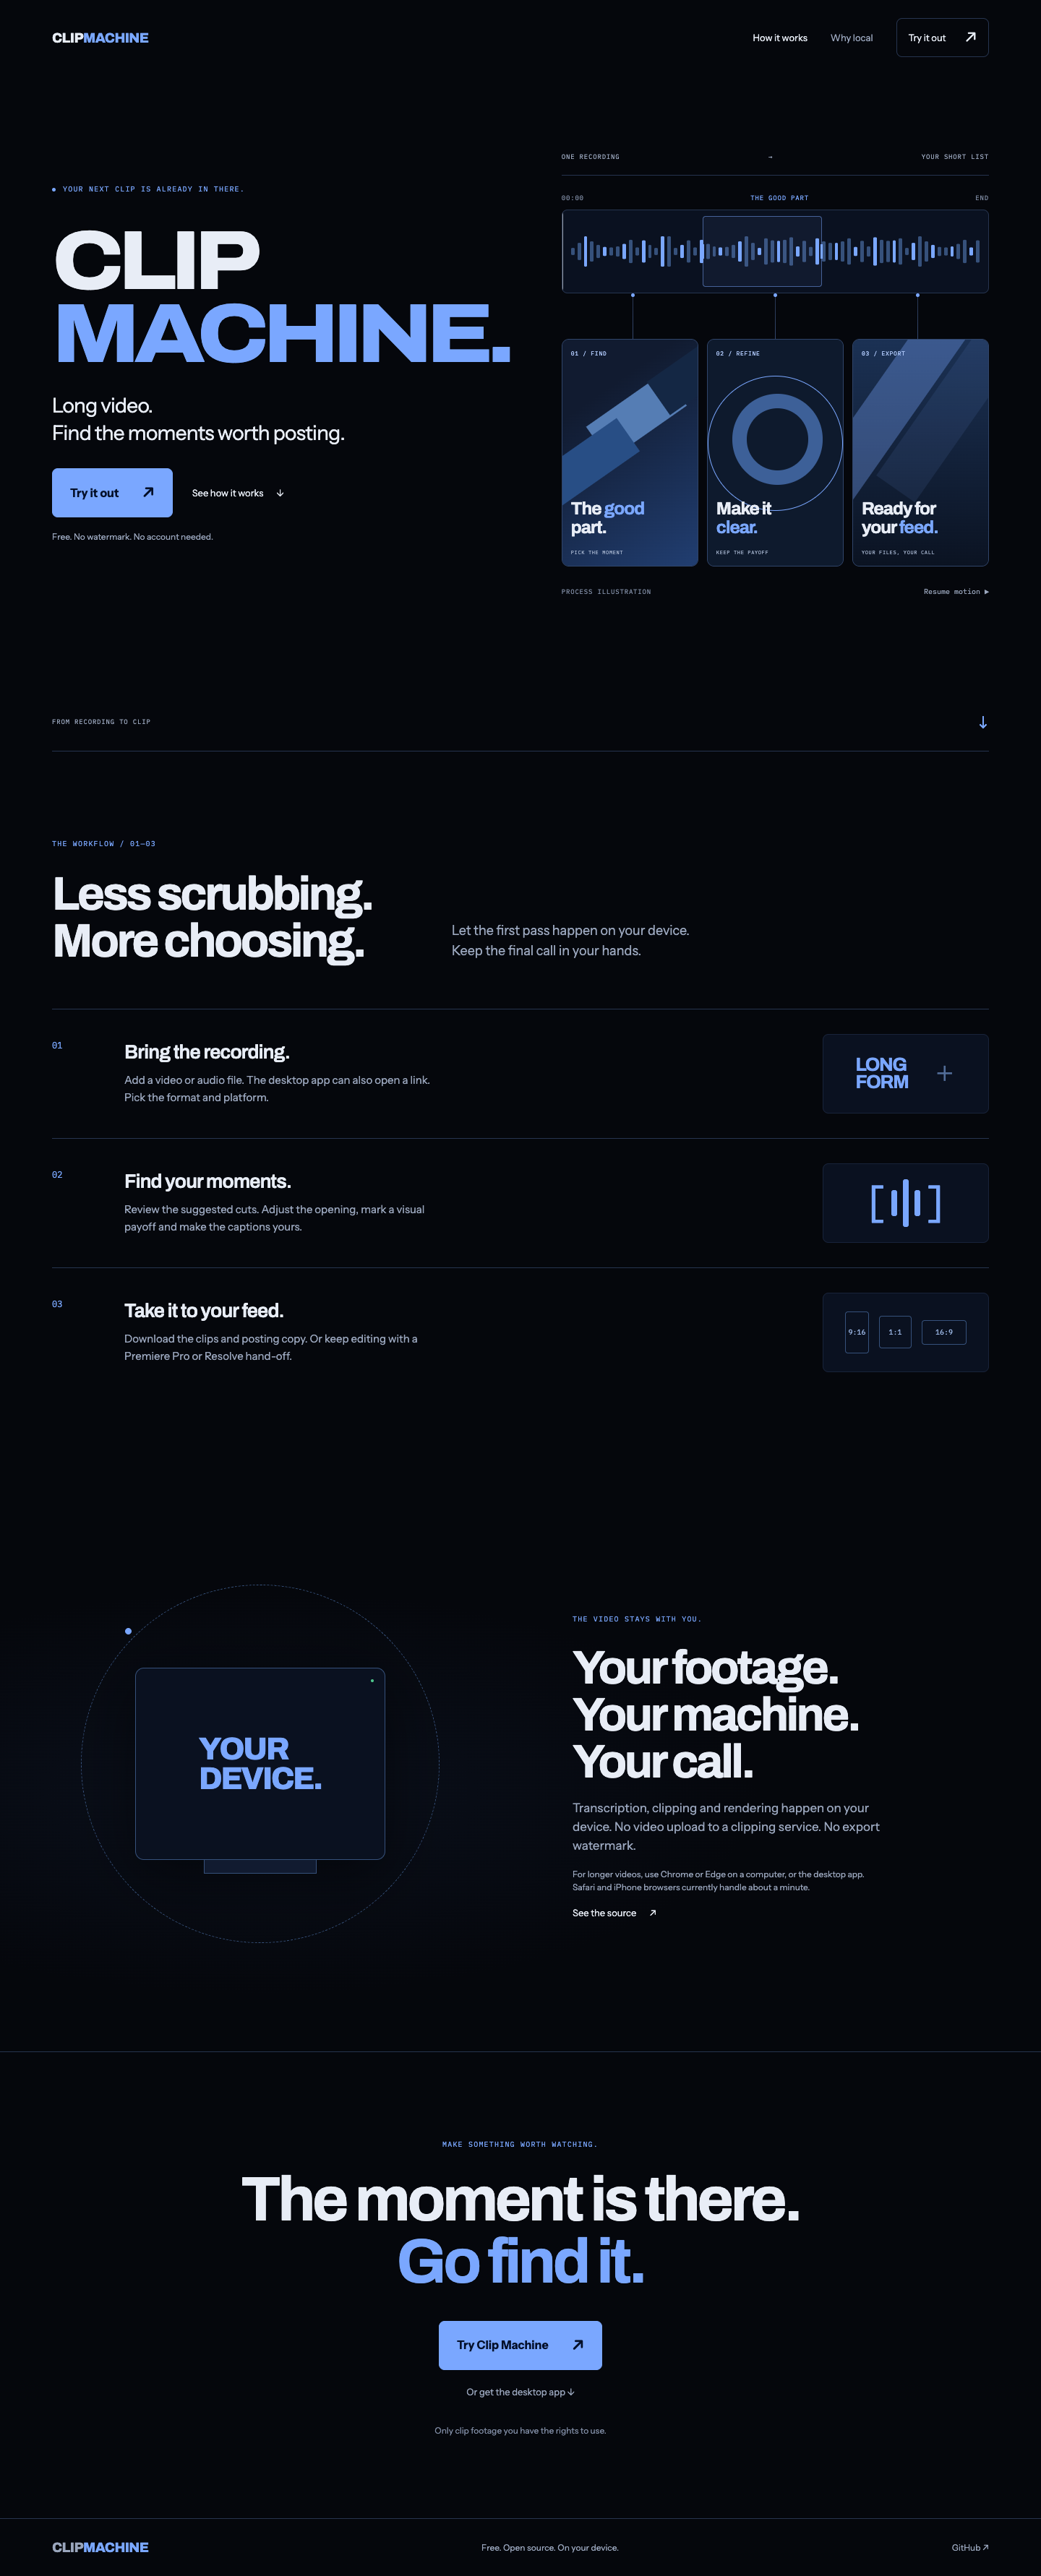 CLIPMACHINE
How it works
Why local
Try it out ↗
ONE RECORDING → YOUR SHORT LIST
● YOUR NEXT CLIP IS ALREADY IN THERE.
CLIP
MACHINE.
Long video.
Find the moments worth posting.
Try it out ↗
See how it works ↓
Free. No watermark. No account needed.
00:00
THE GOOD PART
END
01 / FIND
The good
part.
PICK THE MOMENT
02 / REFINE
Make it
clear.
KEEP THE PAYOFF
03 / EXPORT
Ready for
your feed.
YOUR FILES, YOUR CALL
PROCESS ILLUSTRATION
Resume motion ▶
FROM RECORDING TO CLIP ↓
THE WORKFLOW / 01—03
Less scrubbing.
More choosing.
Let the first pass happen on your device.
Keep the final call in your hands.
01
Bring the recording.
Add a video or audio file. The desktop app can also open a link.
Pick the format and platform.
LONG
FORM +
02
Find your moments.
Review the suggested cuts. Adjust the opening, mark a visual
payoff and make the captions yours.
03
Take it to your feed.
Download the clips and posting copy. Or keep editing with a
Premiere Pro or Resolve hand-off.
9:16
1:1
16:9
YOUR
DEVICE.
THE VIDEO STAYS WITH YOU.
Your footage.
Your machine.
Your call.
Transcription, clipping and rendering happen on your
device. No video upload to a clipping service. No export
watermark.
For longer videos, use Chrome or Edge on a computer, or the desktop app.
Safari and iPhone browsers currently handle about a minute.
See the source ↗
MAKE SOMETHING WORTH WATCHING.
The moment is there.
Go find it.
Try Clip Machine ↗
Or get the desktop app ↓
Only clip footage you have the rights to use.
CLIPMACHINE
Free. Open source. On your device.
GitHub ↗